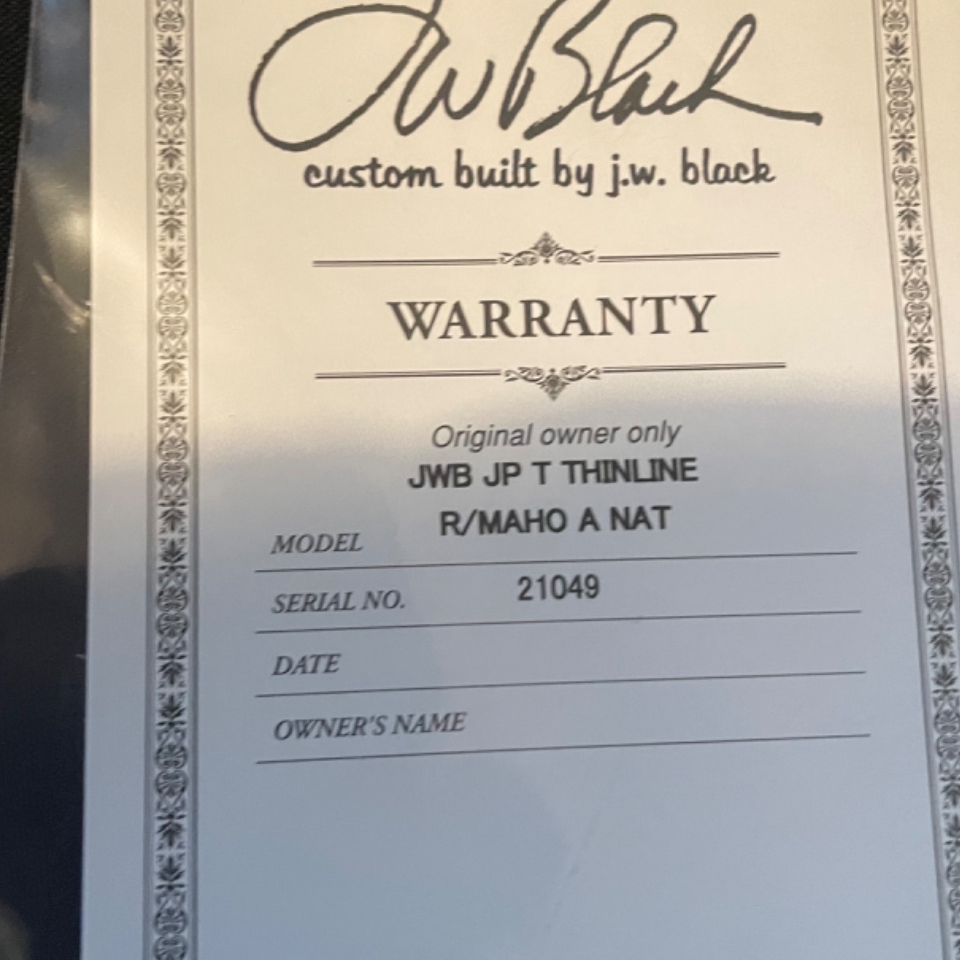 JW Black
custom built by j.w. black
WARRANTY
Original owner only
JWB JP T THINLINE
R/MAHO A NAT
MODEL
SERIAL NO. 21049
DATE
OWNER'S NAME